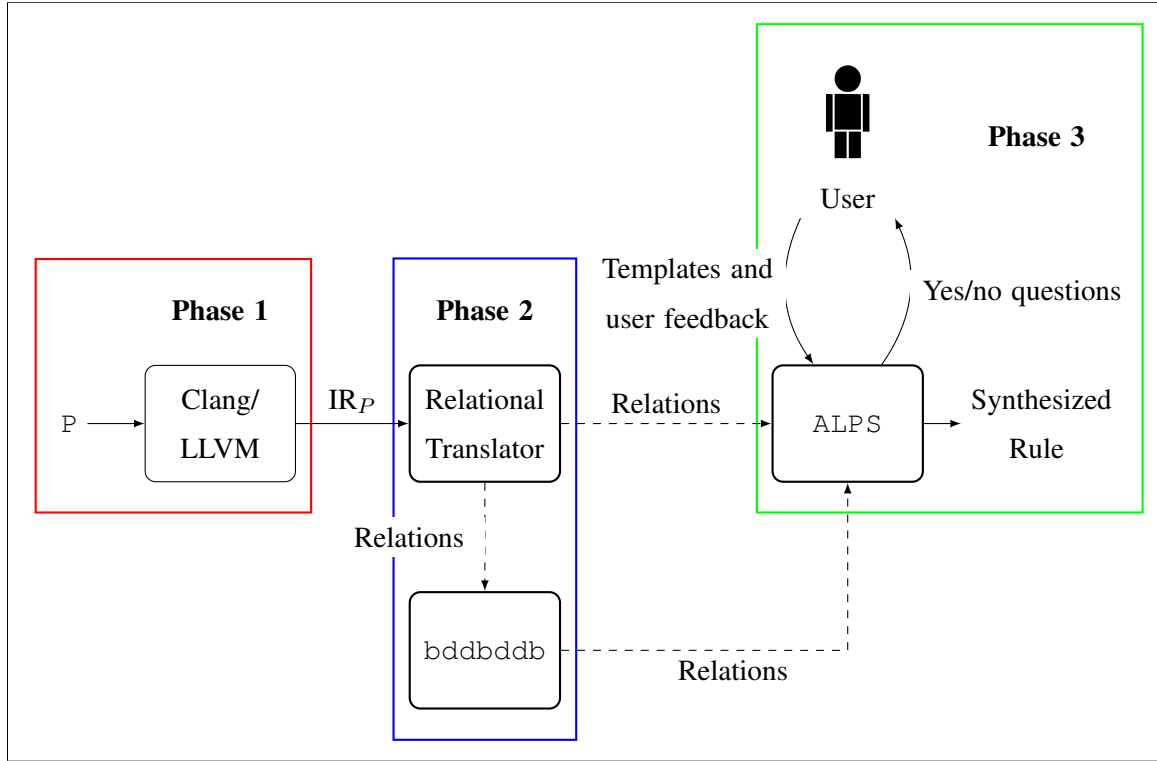 Phase 3
User
Templates and
user feedback
Yes/no questions
Phase 1
Phase 2
P
Clang/
LLVM
IR_P
Relational
Translator
Relations
ALPS
Synthesized
Rule
Relations
bddbddb
Relations